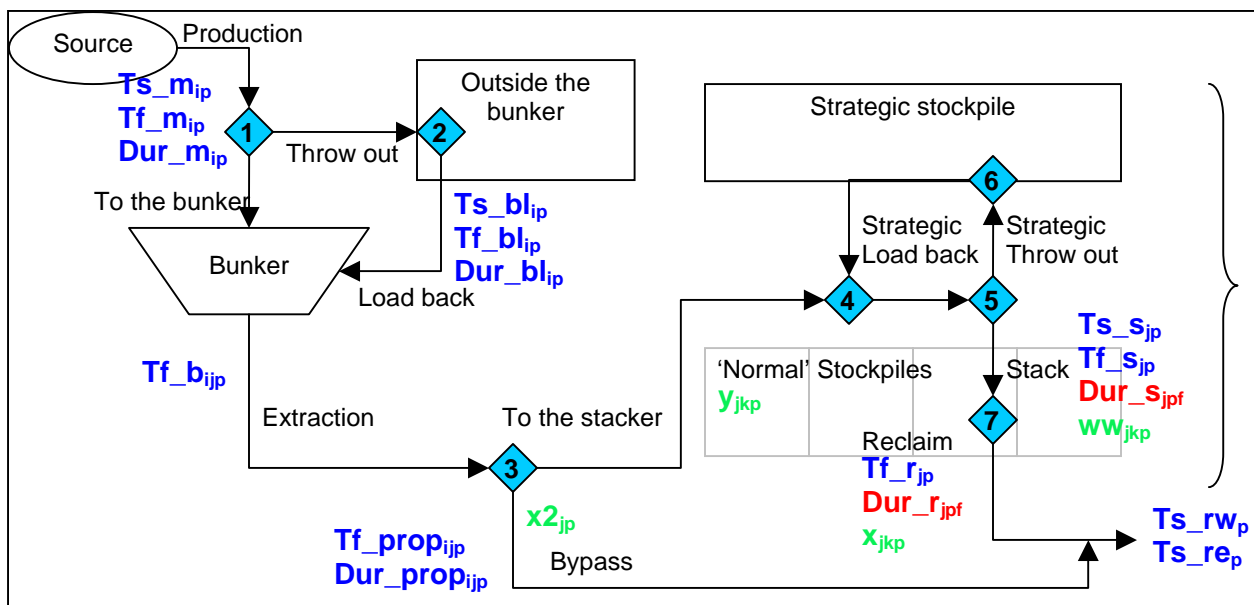 Source
Production
Ts_mip
Tf_mip
Dur_mip
1
Throw out
Outside the
bunker
2
To the bunker
Bunker
Ts_blip
Tf_blip
Dur_blip
Load back
Tf_bijp
Extraction
To the stacker
3
x2jp
Tf_propijp
Dur_propijp
Bypass
Strategic stockpile
6
Strategic
Load back
Strategic
Throw out
4
5
'Normal' Stockpiles
Stack
yjkp
7
Ts_sjp
Tf_sjp
Dur_sjpf
wwjkp
Reclaim
Tf_rjp
Dur_rjpf
xjkp
Ts_rwp
Ts_rep